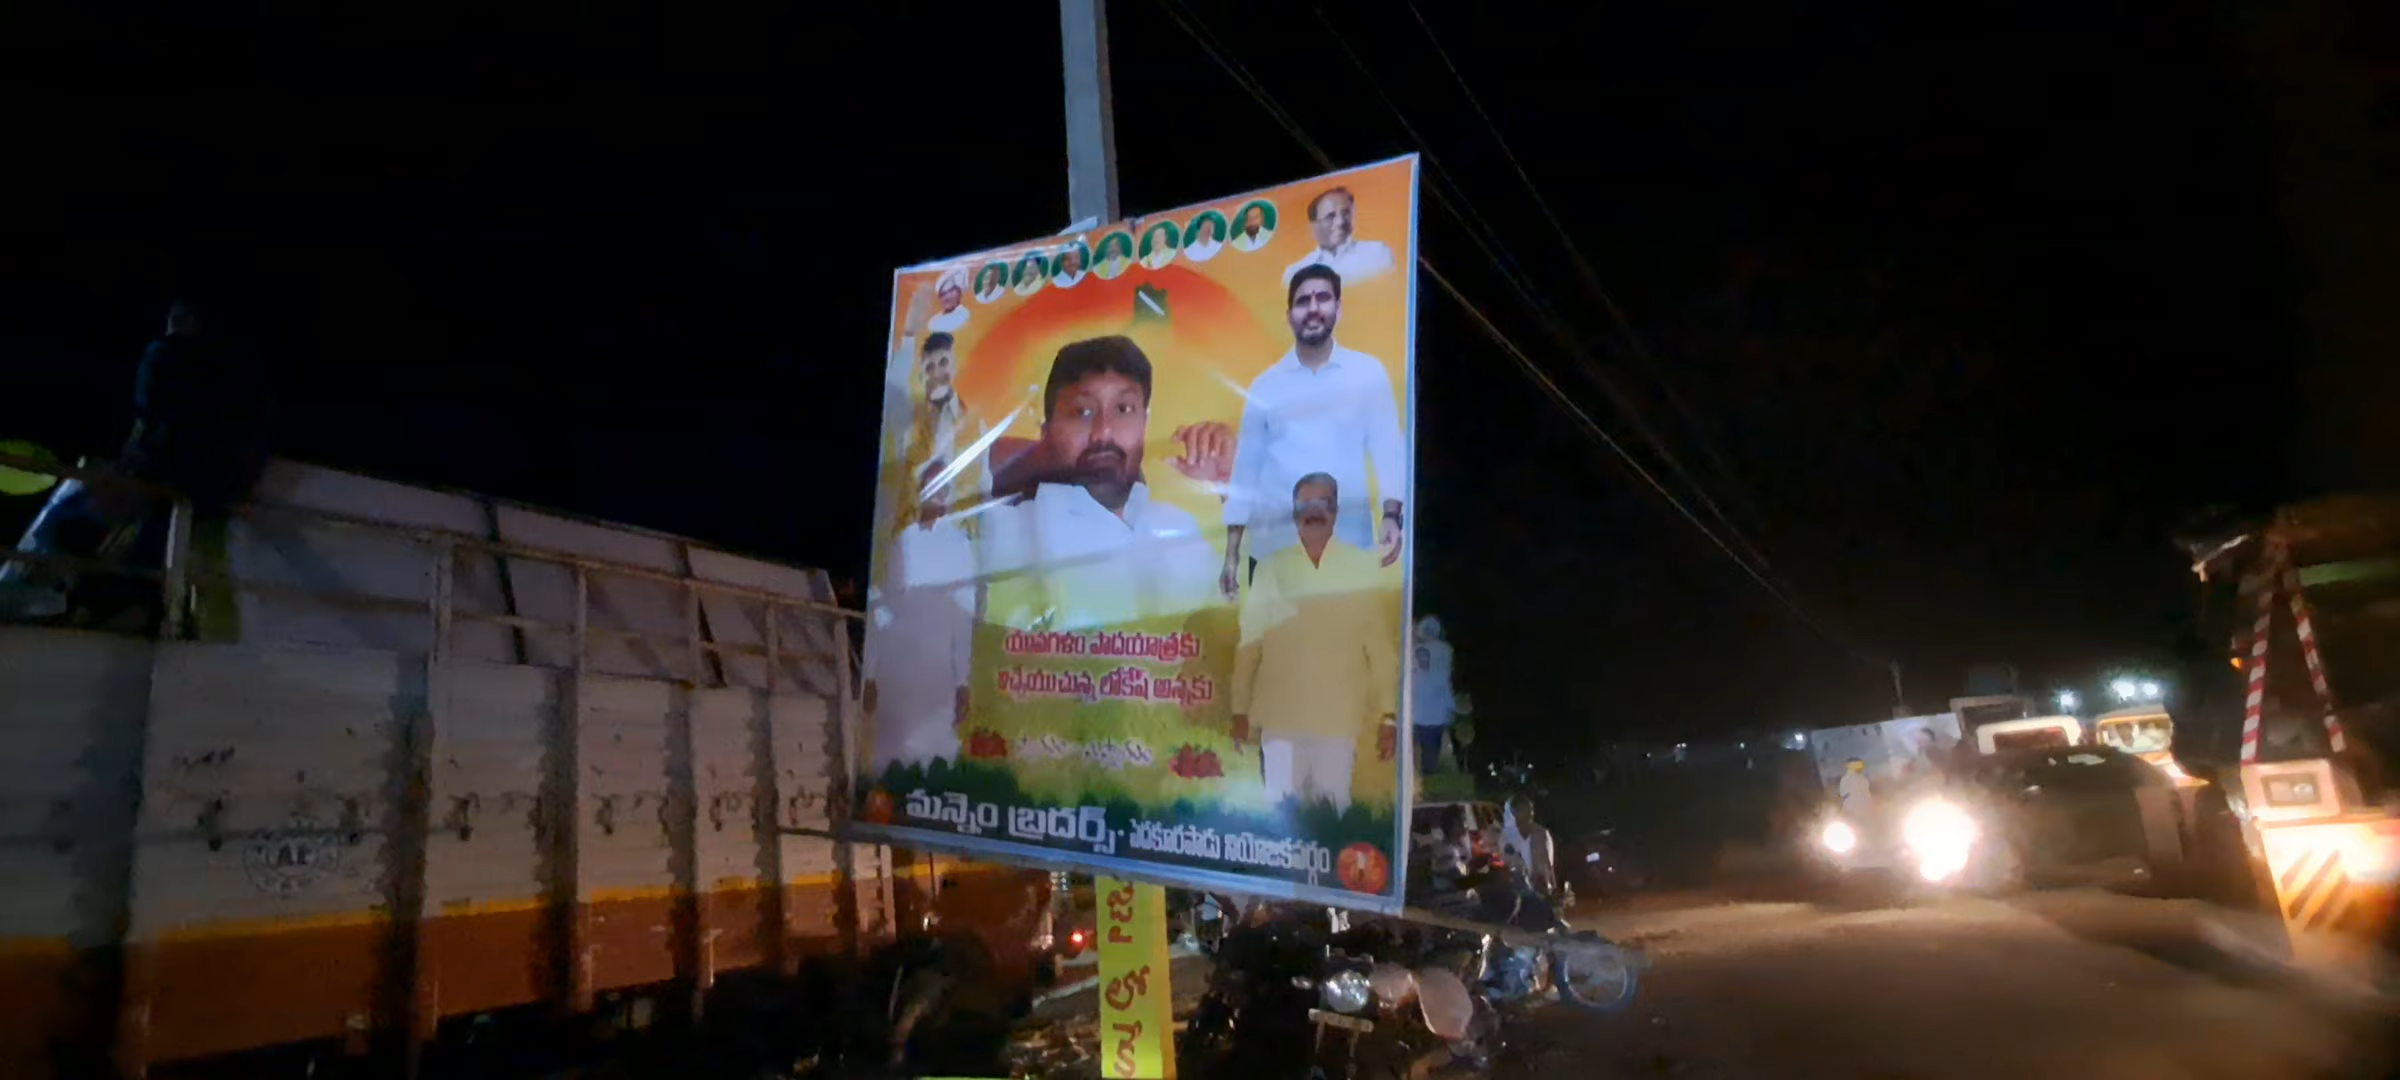 యువగళం పాదయాత్రకు
విచ్చేయుచున్న లోకేష్ అన్నకు
మన్నెం బ్రదర్స్. పెదకూరపాడు నియోజకవర్గం